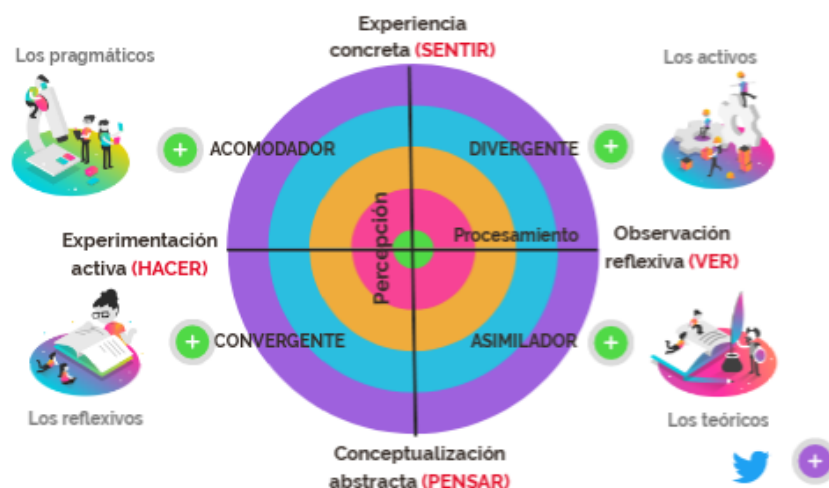 Experiencia
concreta (SENTIR)
Los pragmáticos
Los activos
ACOMODADOR
DIVERGENTE
Experimentación
activa (HACER)
Percepción
Procesamiento
Observación
reflexiva (VER)
CONVERGENTE
ASIMILADOR
Los reflexivos
Los teóricos
Conceptualización
abstracta (PENSAR)